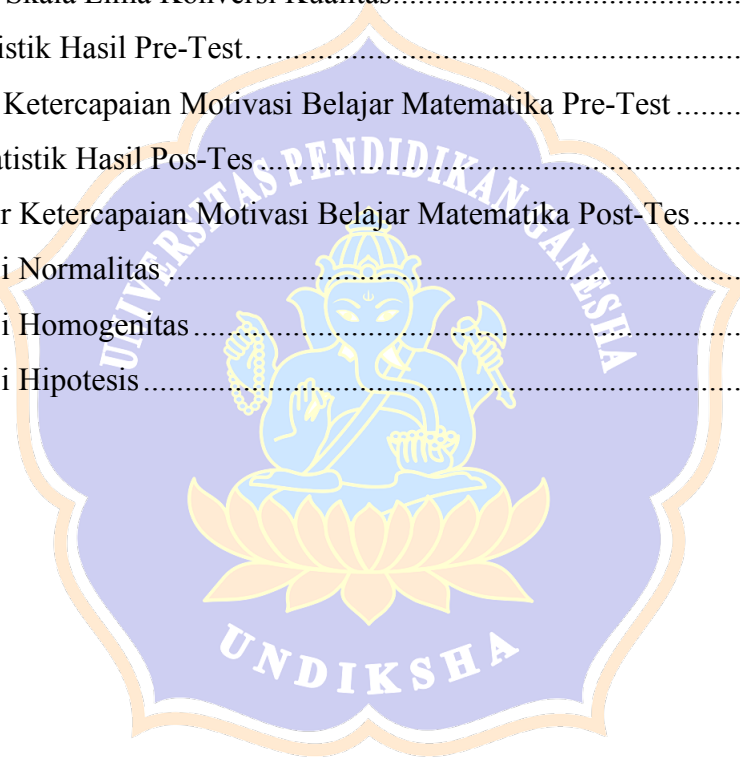 Skala Lima Konversi Kualitas
istik Hasil Pre-Test
Ketercapaian Motivasi Belajar Matematika Pre-Test
tistik Hasil Pos-Tes
r Ketercapaian Motivasi Belajar Matematika Post-Tes
i Normalitas
i Homogenitas
i Hipotesis
UNIVERSITAS PENDIDIKAN GANESHA
UNDIKSHA